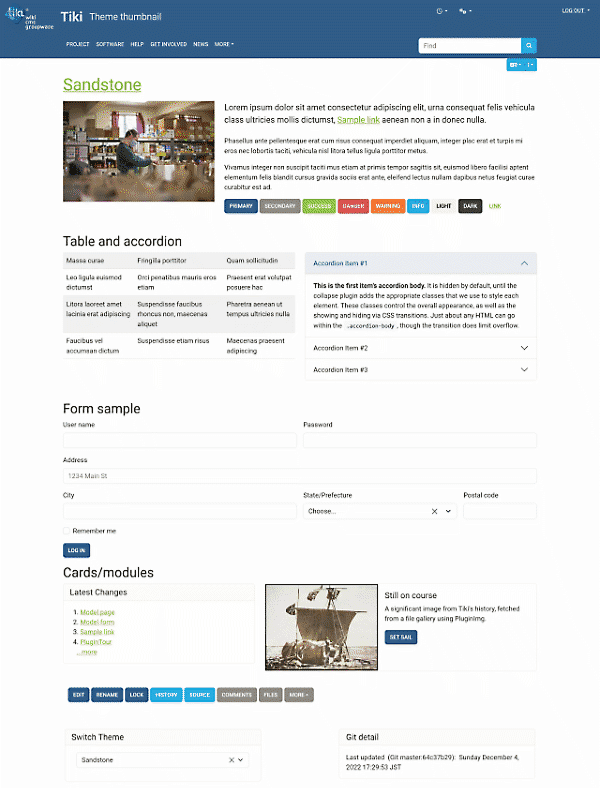 Tiki
wiki
cms
groupware
Tiki Theme thumbnail
LOG OUT
PROJECT SOFTWARE HELP GET INVOLVED NEWS MORE
Find
Sandstone
Lorem ipsum dolor sit amet consectetur adipiscing elit, urna consequat felis vehicula
class ultricies mollis dictumst, Sample link aenean non a in donec nulla.
Phasellus ante pellentesque erat cum risus consequat imperdiet aliquam, integer plac erat et turpis mi
eros nec lobortis taciti, vehicula nisl litora tellus ligula porttitor metus.
Vivamus integer non suscipit taciti mus etiam at primis tempor sagittis sit, euismod libero facilisi aptent
elementum felis blandit cursus gravida sociis erat ante, eleifend lectus nullam dapibus netus feugiat curae
curabitur est ad.
PRIMARY SECONDARY SUCCESS DANGER WARNING INFO LIGHT DARK LINK
Table and accordion
Massa curae Fringilla porttitor Quam sollicitudin
Leo ligula euismod Orci penatibus mauris eros Praesent erat volutpat
dictumst etiam posuere hac
Litora laoreet amet Suspendisse faucibus Pharetra aenean ut
lacinia erat adipiscing rhoncus non, maecenas tempus ultricies nulla
aliquet
Faucibus vel Suspendisse etiam risus Maecenas praesent
accumsan dictum adipiscing
Accordion item #1
This is the first item's accordion body. It is hidden by default, until the
collapse plugin adds the appropriate classes that we use to style each
element. These classes control the overall appearance, as well as the
showing and hiding via CSS transitions. Just about any HTML can go
within the .accordion-body, though the transition does limit overflow.
Accordion Item #2
Accordion Item #3
Form sample
User name Password
Address
1234 Main St
City State/Prefecture Postal code
Choose...
Remember me
LOG IN
Cards/modules
Latest Changes
1. Model page
2. Model form
3. Sample link
4. PluginTour
...more
Still on course
A significant image from Tiki's history, fetched
from a file gallery using PluginImg.
SET SAIL
EDIT RENAME LOCK HISTORY SOURCE COMMENTS FILES MORE
Switch Theme
Sandstone
Git detail
Last updated (Git master:64c37b29): Sunday December 4,
2022 17:29:53 JST